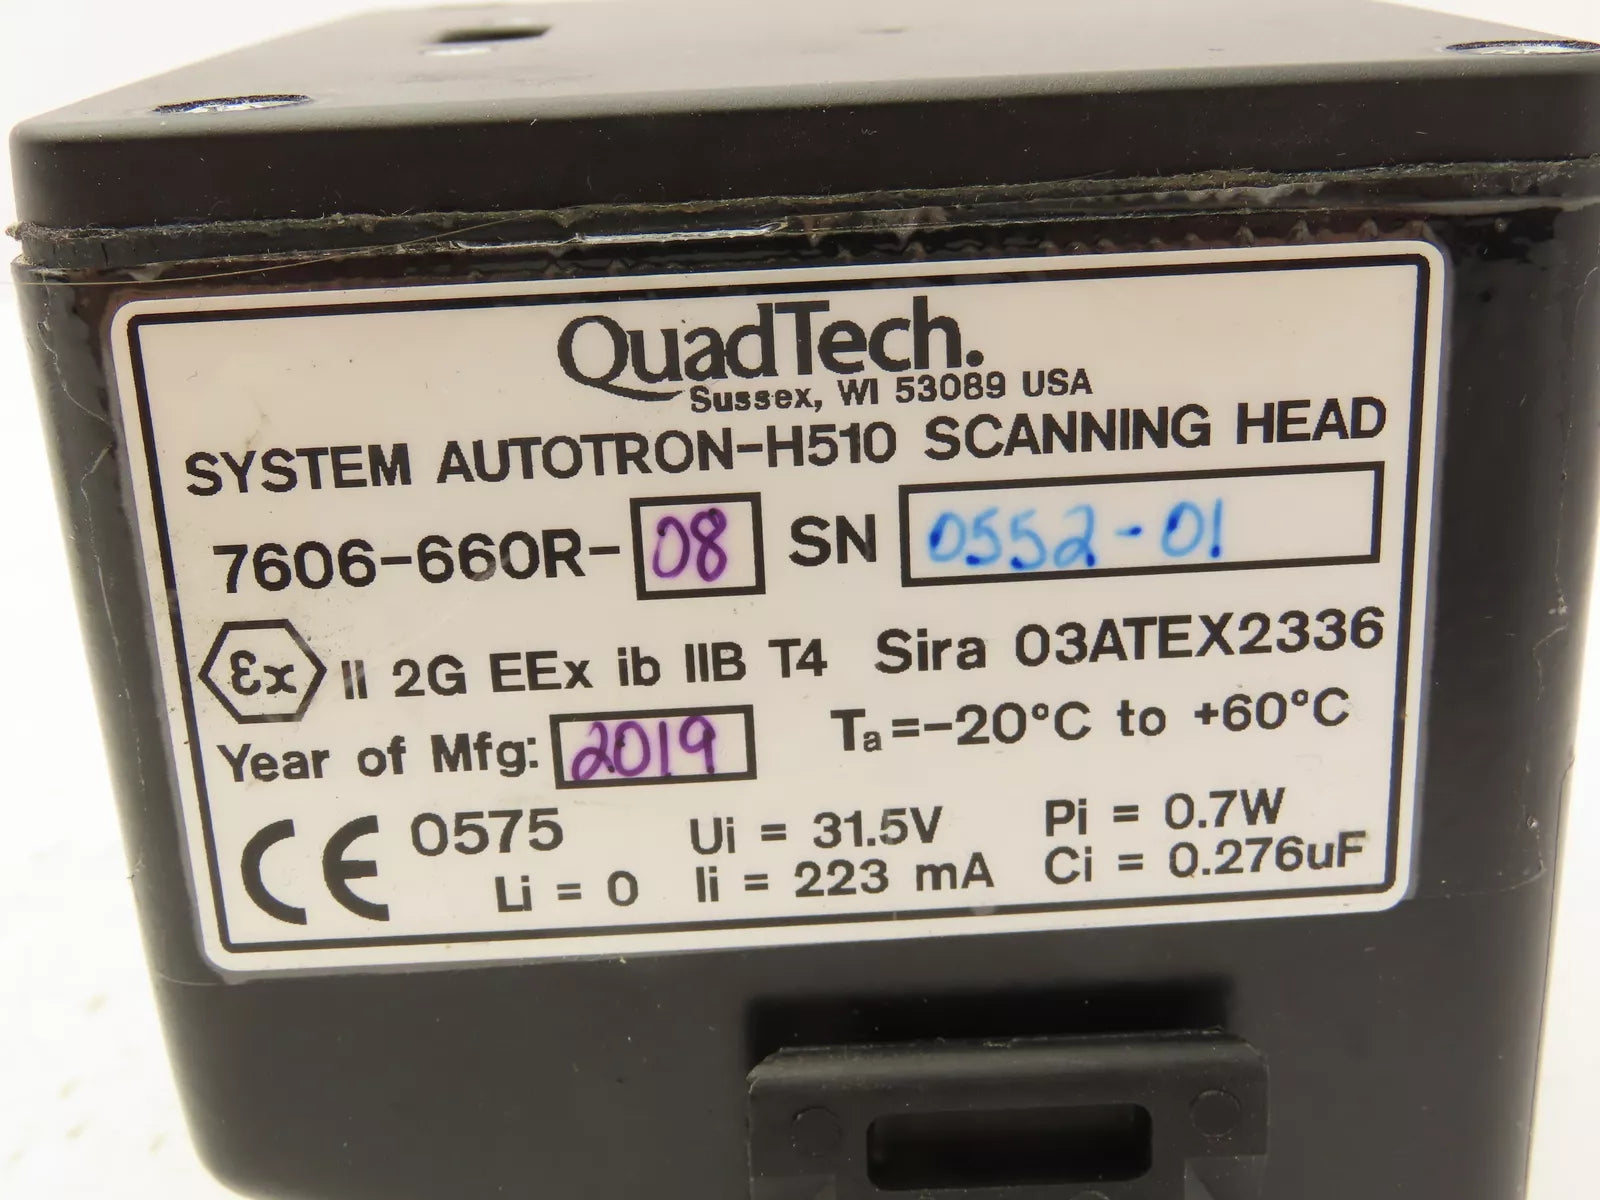 QuadTech.
Sussex, WI 53089 USA
SYSTEM AUTOTRON-H510 SCANNING HEAD
7606-660R-08 SN 0552-01
Ex II 2G EEx ib IIB T4 Sira 03ATEX2336
Year of Mfg: 2019 Ta=-20°C to +60°C
CE 0575 Ui = 31.5V Pi = 0.7W
Li = 0 Ii = 223 mA Ci = 0.276uF